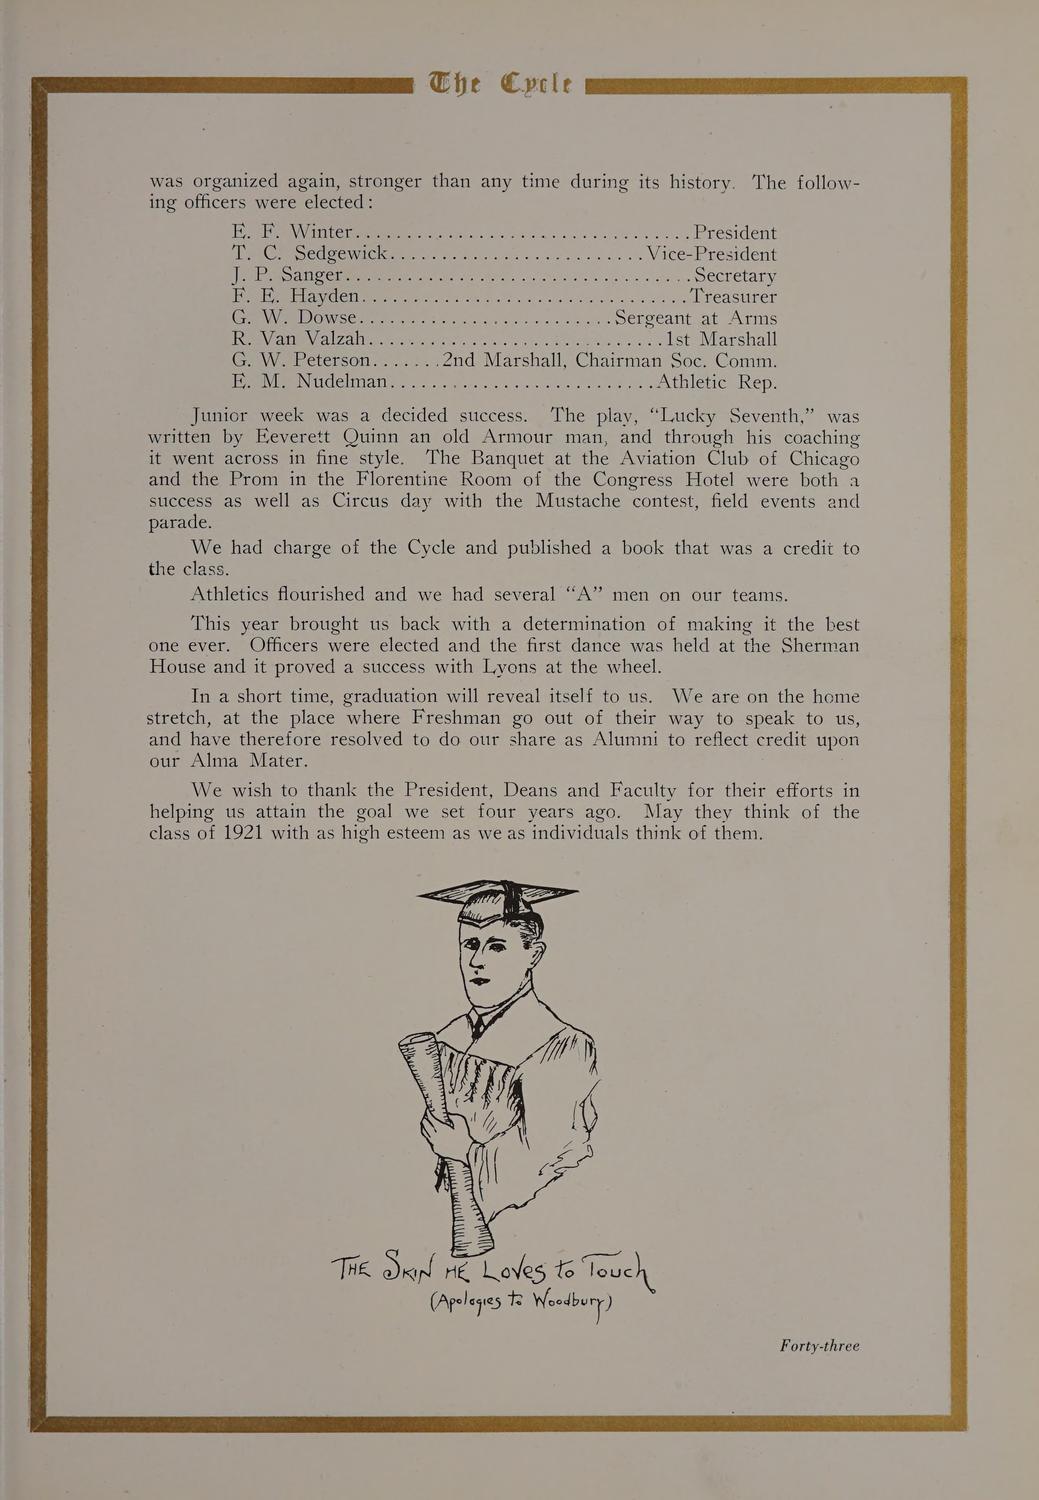 The Cycle
was organized again, stronger than any time during its history. The follow-
ing officers were elected:
E. F. Winter.................................President
T. C. Sedgewick.........................Vice-President
J. P. Sanger..................................Secretary
F. E. Hayden................................Treasurer
G. W. Dowse.........................Sergeant at Arms
R. Van Valzah.............................1st Marshall
G. W. Peterson.......2nd Marshall, Chairman Soc. Comm.
E. M. Nudelman..........................Athletic Rep.
Junior week was a decided success. The play, “Lucky Seventh,” was
written by Eeverett Quinn an old Armour man, and through his coaching
it went across in fine style. The Banquet at the Aviation Club of Chicago
and the Prom in the Florentine Room of the Congress Hotel were both a
success as well as Circus day with the Mustache contest, field events and
parade.
We had charge of the Cycle and published a book that was a credit to
the class.
Athletics flourished and we had several “A” men on our teams.
This year brought us back with a determination of making it the best
one ever. Officers were elected and the first dance was held at the Sherman
House and it proved a success with Lyons at the wheel.
In a short time, graduation will reveal itself to us. We are on the home
stretch, at the place where Freshman go out of their way to speak to us,
and have therefore resolved to do our share as Alumni to reflect credit upon
our Alma Mater.
We wish to thank the President, Deans and Faculty for their efforts in
helping us attain the goal we set four years ago. May they think of the
class of 1921 with as high esteem as we as individuals think of them.
THE SKIN HE LOVES to TOUCH
(Apologies to Woodbury)
Forty-three